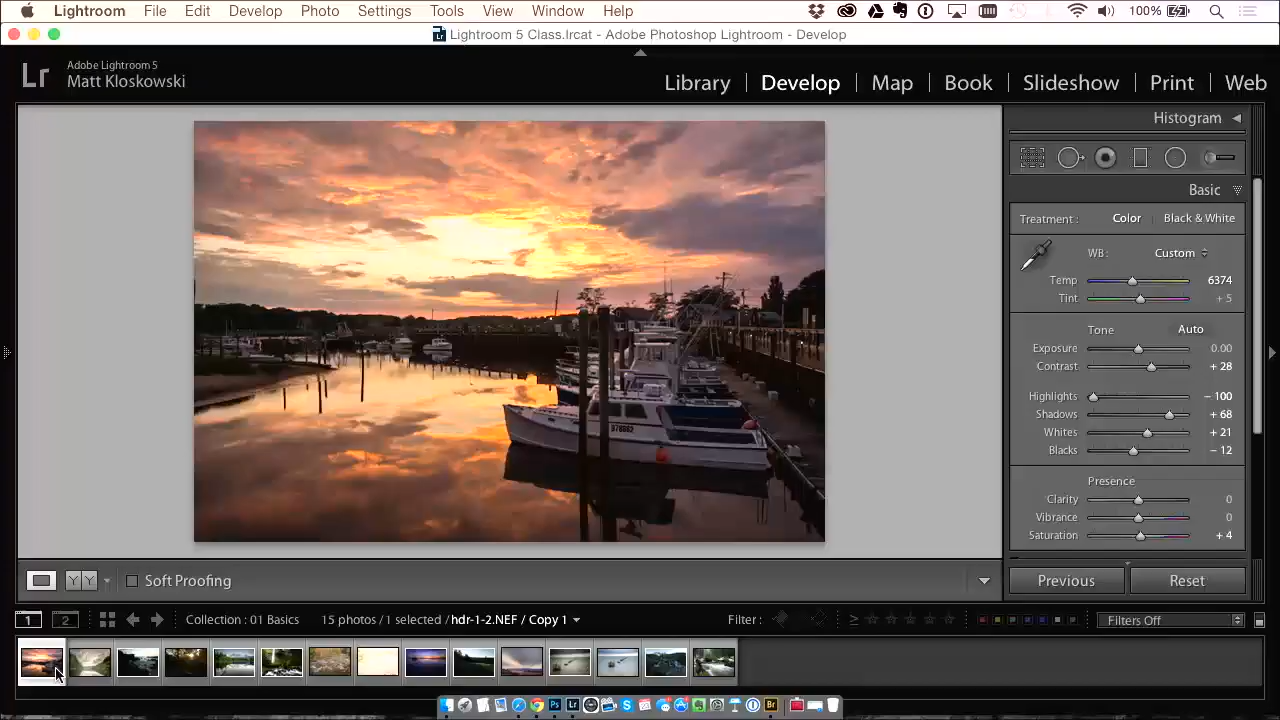 Lightroom File Edit Develop Photo Settings Tools View Window Help 100%
Lightroom 5 Class.lrcat - Adobe Photoshop Lightroom - Develop
Lr Adobe Lightroom 5
Matt Kloskowski
Library Develop Map Book Slideshow Print Web
Histogram
Basic
Treatment : Color Black & White
WB : Custom
Temp 6374
Tint + 5
Tone Auto
Exposure 0.00
Contrast + 28
Highlights − 100
Shadows + 68
Whites + 21
Blacks − 12
Presence
Clarity 0
Vibrance 0
Saturation + 4
YY Soft Proofing Previous Reset
1 2 Collection : 01 Basics 15 photos / 1 selected / hdr-1-2.NEF / Copy 1 Filter : ≥ Filters Off
Ps Lr Br